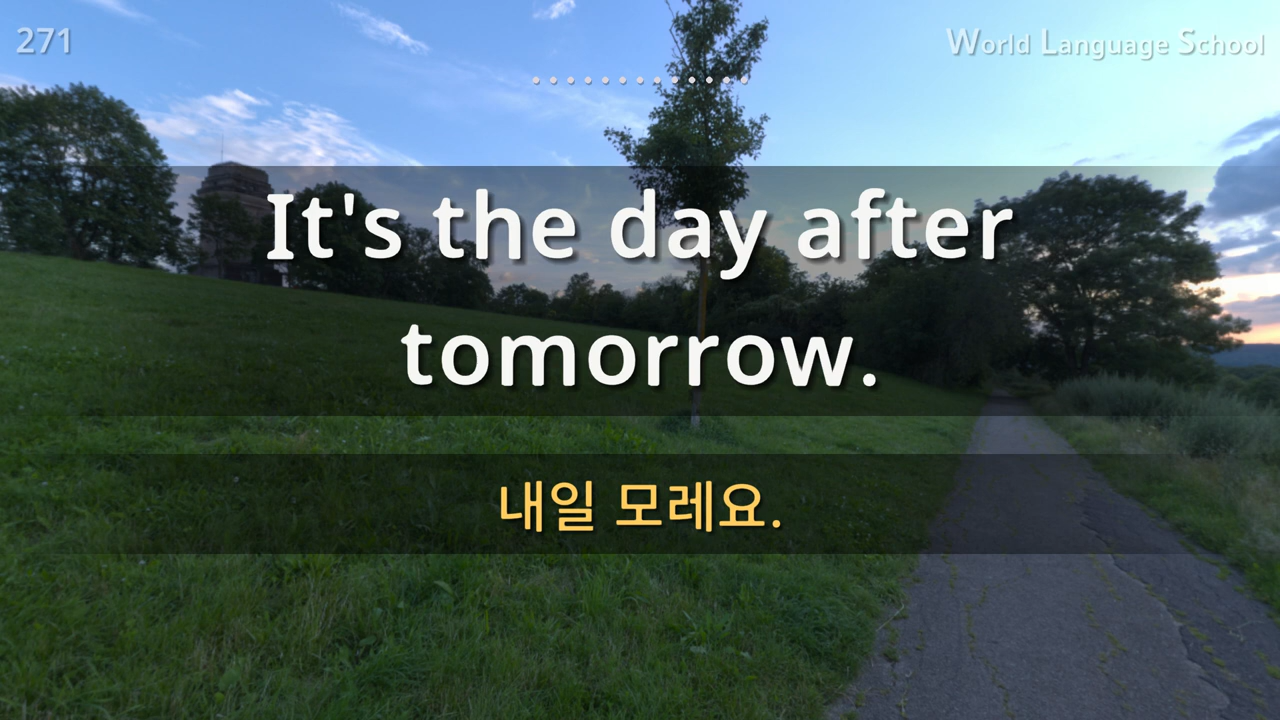 271
World Language School
It's the day after
tomorrow.
내일 모레요.